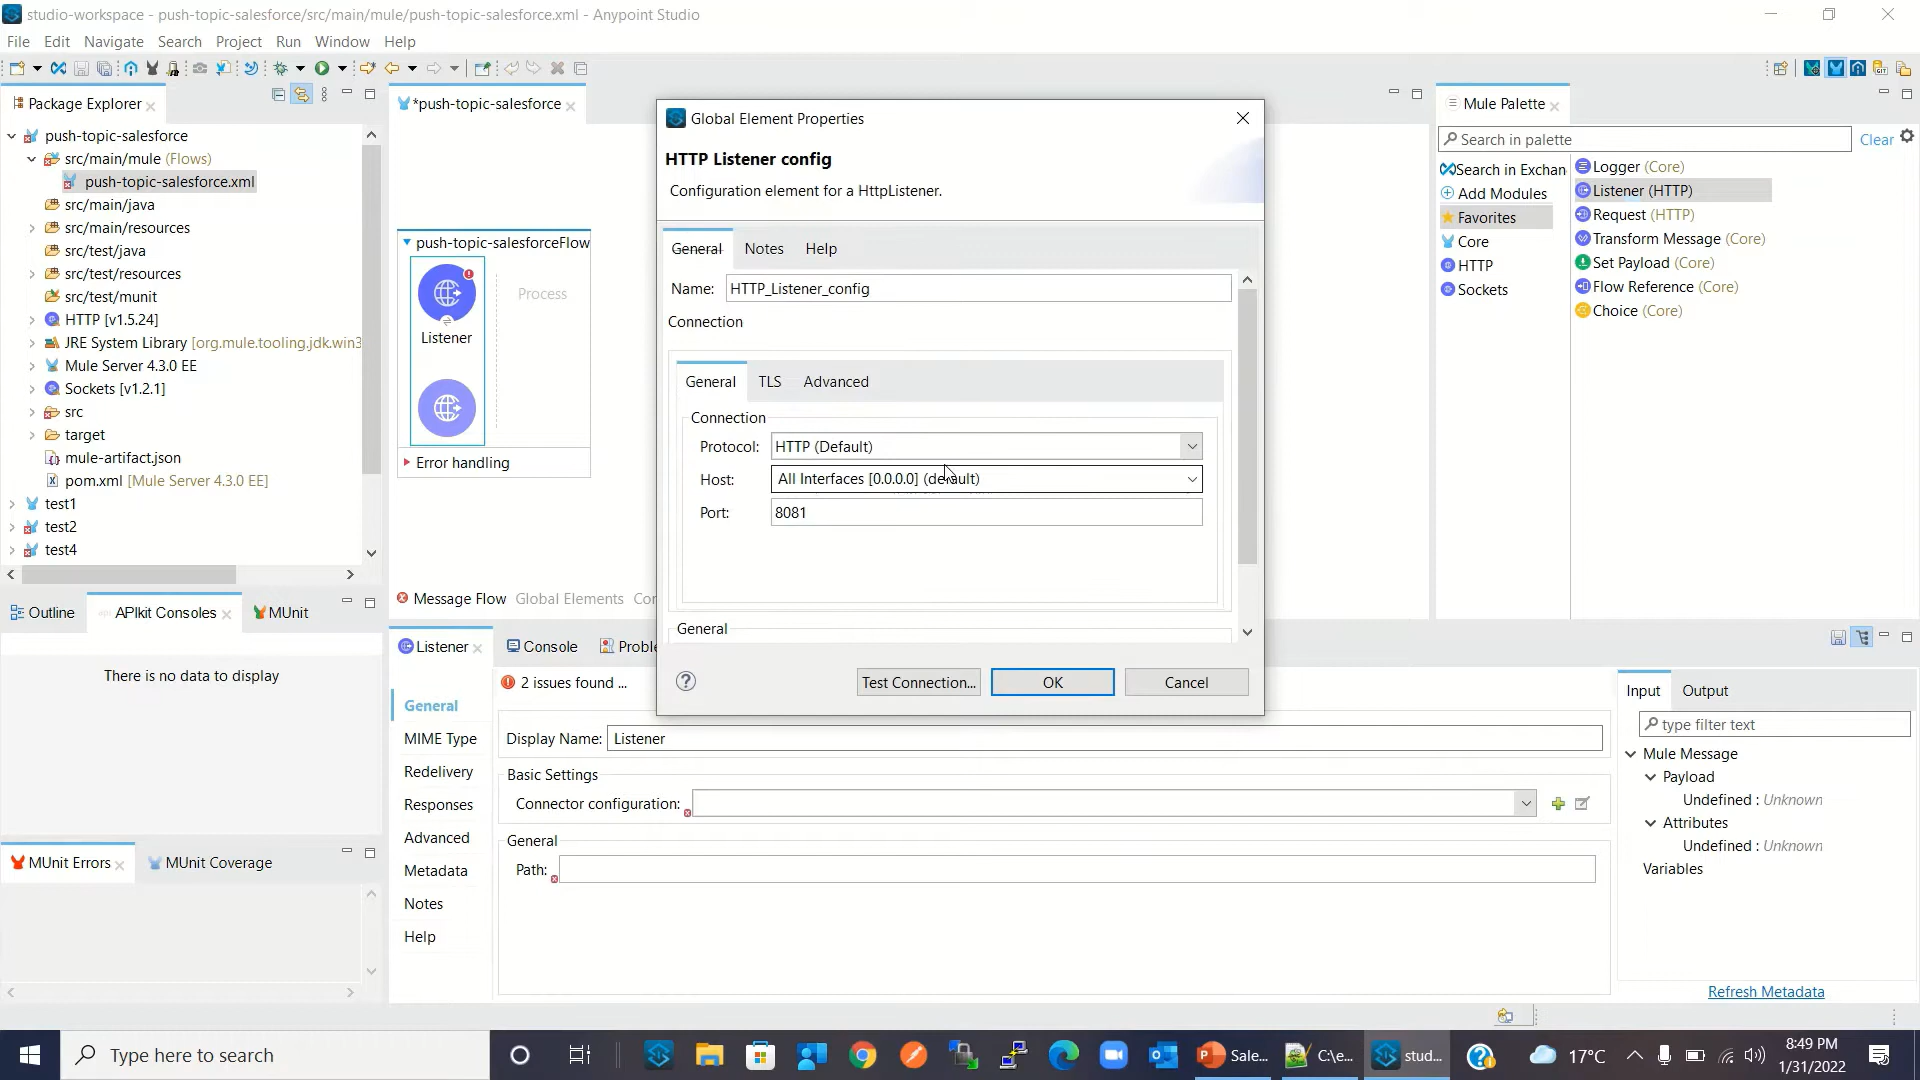 studio-workspace - push-topic-salesforce/src/main/mule/push-topic-salesforce.xml - Anypoint Studio
File Edit Navigate Search Project Run Window Help
Package Explorer
push-topic-salesforce
src/main/mule (Flows)
push-topic-salesforce.xml
src/main/java
src/main/resources
src/test/java
src/test/resources
src/test/munit
HTTP [v1.5.24]
JRE System Library [org.mule.tooling.jdk.win3
Mule Server 4.3.0 EE
Sockets [v1.2.1]
src
target
mule-artifact.json
pom.xml [Mule Server 4.3.0 EE]
test1
test2
test4
*push-topic-salesforce
push-topic-salesforceFlow
Listener
Process
Error handling
Message Flow Global Elements Con
Global Element Properties
HTTP Listener config
Configuration element for a HttpListener.
General Notes Help
Name: HTTP_Listener_config
Connection
General TLS Advanced
Connection
Protocol: HTTP (Default)
Host: All Interfaces [0.0.0.0] (default)
Port: 8081
General
Test Connection... OK Cancel
Mule Palette
Search in palette Clear
Search in Exchan
Add Modules
Favorites
Core
HTTP
Sockets
Logger (Core)
Listener (HTTP)
Request (HTTP)
Transform Message (Core)
Set Payload (Core)
Flow Reference (Core)
Choice (Core)
Outline APIkit Consoles MUnit
There is no data to display
MUnit Errors MUnit Coverage
Listener Console Proble
2 issues found ...
General
MIME Type
Redelivery
Responses
Advanced
Metadata
Notes
Help
Display Name: Listener
Basic Settings
Connector configuration:
General
Path:
Input Output
type filter text
Mule Message
Payload
Undefined : Unknown
Attributes
Undefined : Unknown
Variables
Refresh Metadata
Type here to search
Sale...
C:\e...
stud...
17°C
8:49 PM
1/31/2022